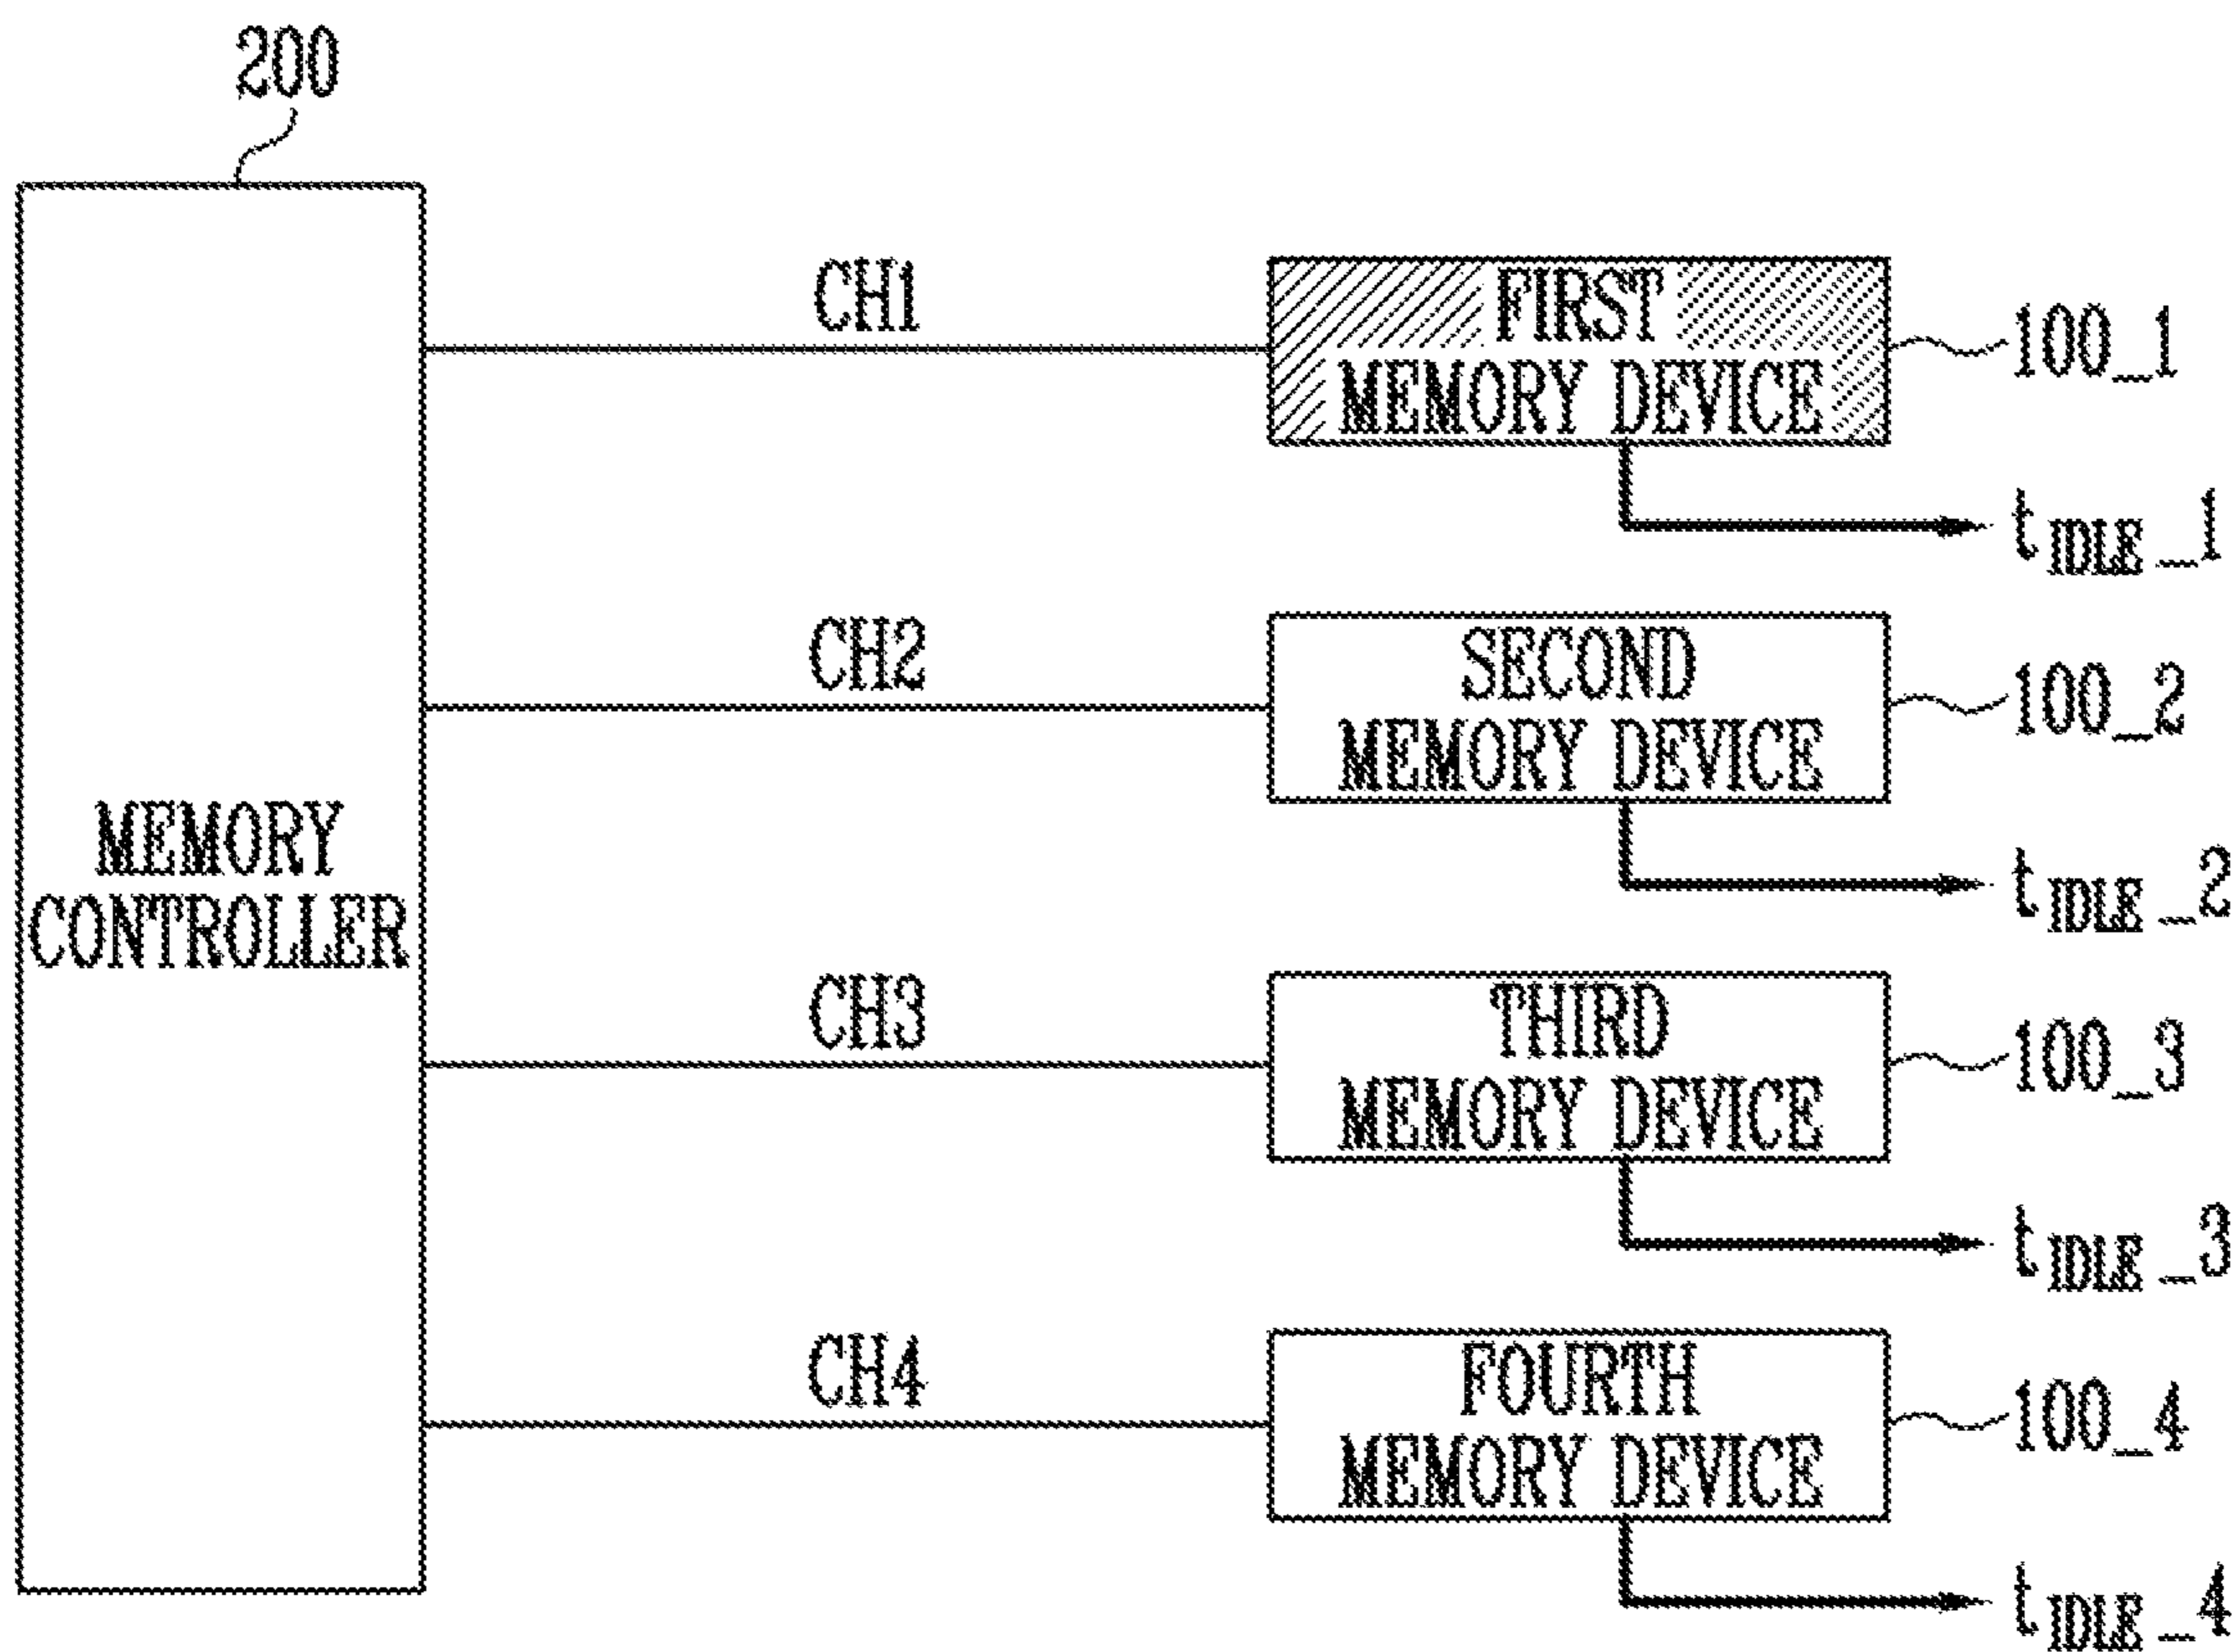 200
CH1
FIRST
MEMORY DEVICE
100_1
tIDLE_1
CH2
SECOND
MEMORY DEVICE
100_2
tIDLE_2
MEMORY
CONTROLLER
CH3
THIRD
MEMORY DEVICE
100_3
tIDLE_3
CH4
FOURTH
MEMORY DEVICE
100_4
tIDLE_4